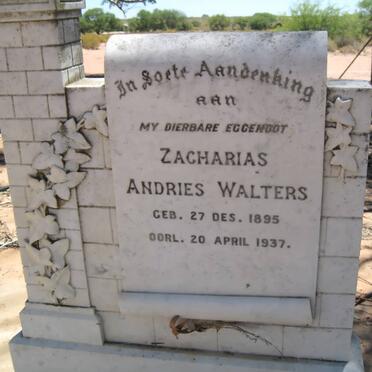 In Soete Aandenking
aan
MY DIERBARE EGGENOOT
ZACHARIAS
ANDRIES WALTERS
GEB. 27 DES. 1895
OORL. 20 APRIL 1937.